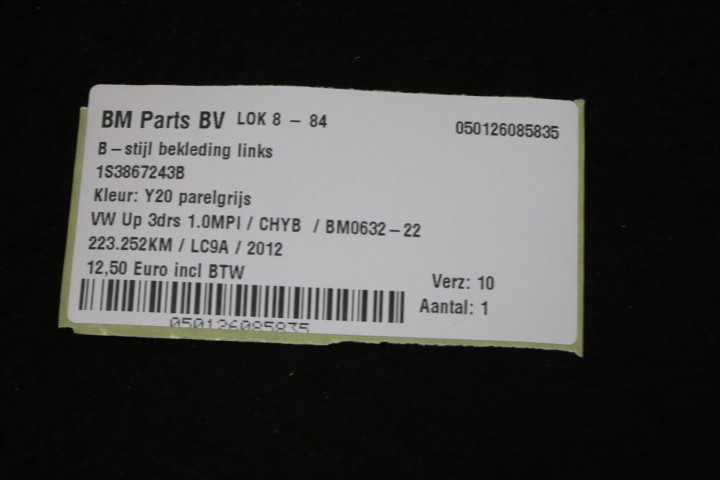 BM Parts BV LOK 8 – 84
050126085835
B–stijl bekleding links
1S3867243B
Kleur: Y20 parelgrijs
VW Up 3drs 1.0MPI / CHYB / BM0632–22
223.252KM / LC9A / 2012
12,50 Euro incl BTW
Verz: 10
Aantal: 1
050126085835